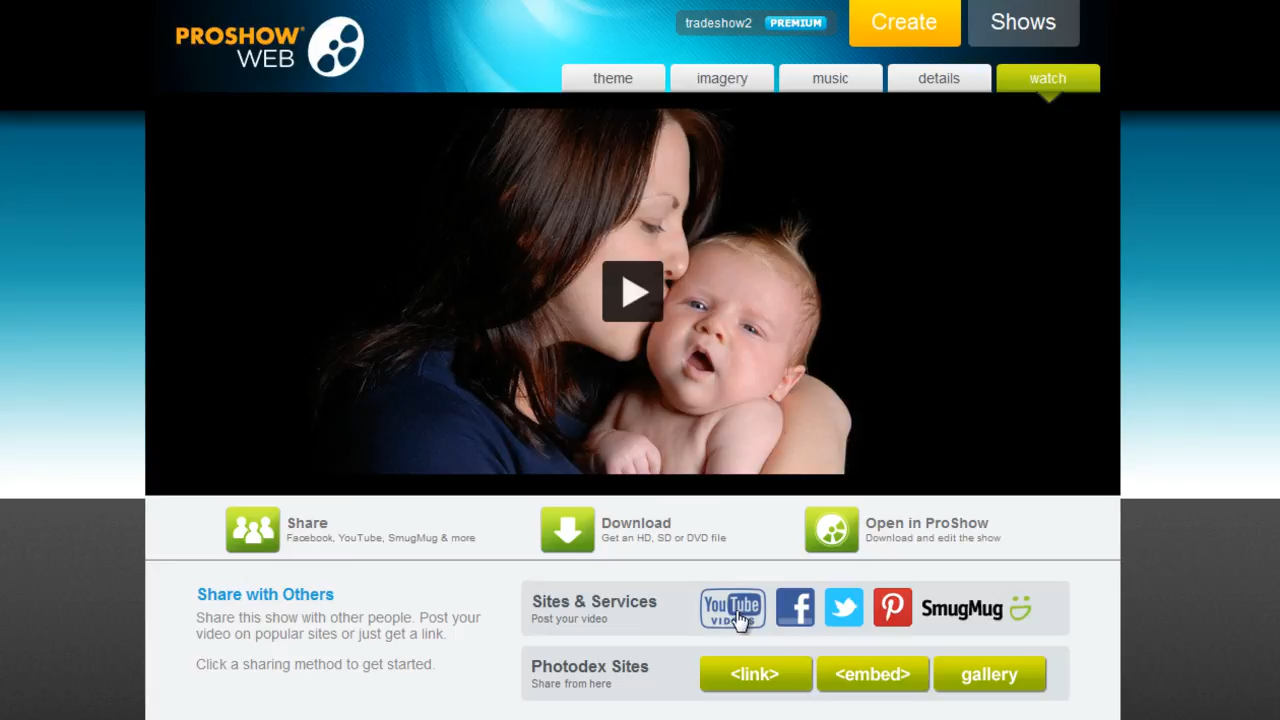 PROSHOW
WEB
tradeshow2 PREMIUM
Create
Shows
theme
imagery
music
details
watch
Share
Facebook, YouTube, SmugMug & more
Download
Get an HD, SD or DVD file
Open in ProShow
Download and edit the show
Share with Others
Share this show with other people. Post your
video on popular sites or just get a link.
Click a sharing method to get started.
Sites & Services
Post your video
YouTube
VIDEOS
f
SmugMug
Photodex Sites
Share from here
<link>
<embed>
gallery